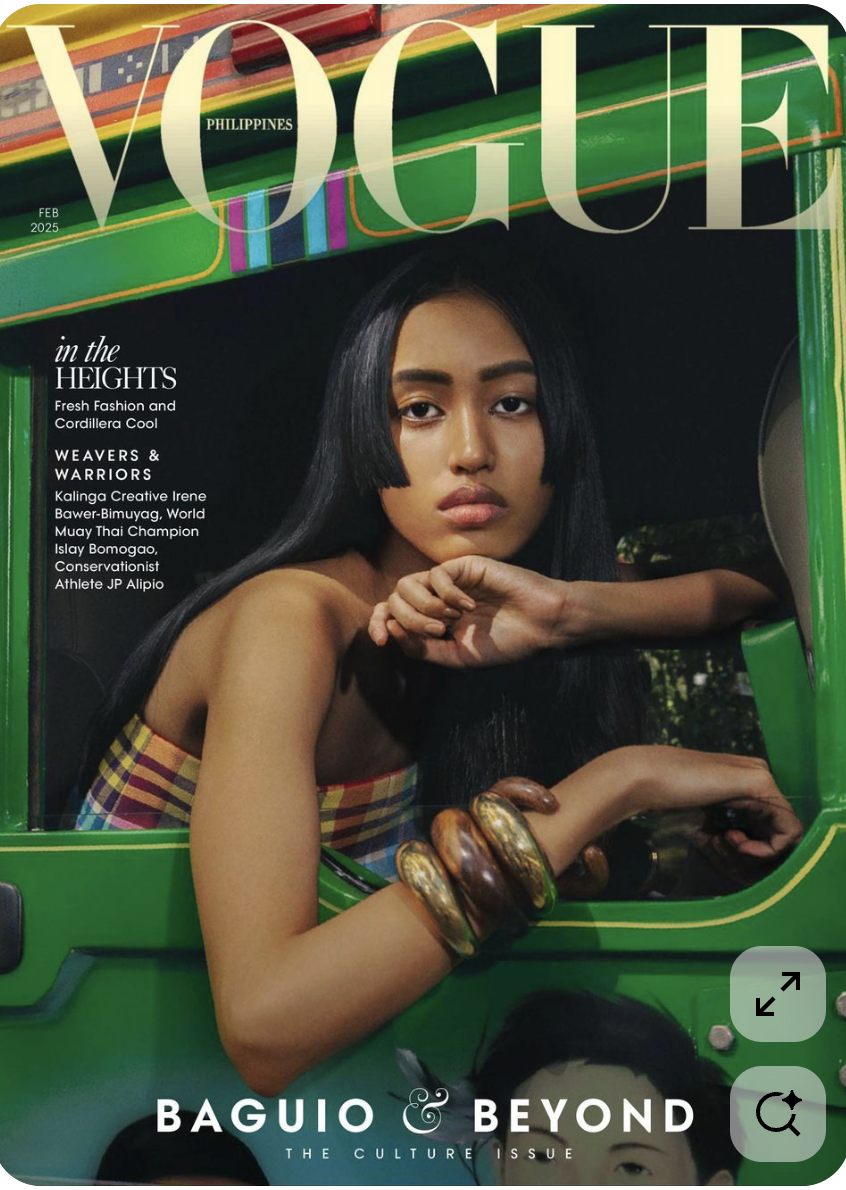 VOGUE
PHILIPPINES
FEB
2025
in the
HEIGHTS
Fresh Fashion and
Cordillera Cool
WEAVERS &
WARRIORS
Kalinga Creative Irene
Bawer-Bimuyag, World
Muay Thai Champion
Islay Bomogao,
Conservationist
Athlete JP Alipio
BAGUIO & BEYOND
THE CULTURE ISSUE